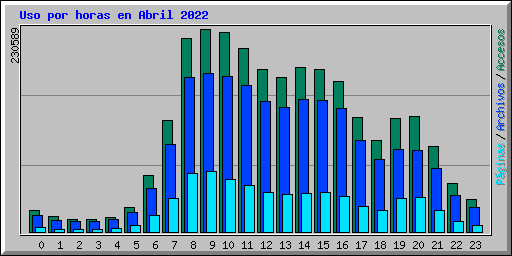 Uso por horas en Abril 2022
230589
Páginas / Archivos / Accesos
0 1 2 3 4 5 6 7 8 9 10 11 12 13 14 15 16 17 18 19 20 21 22 23